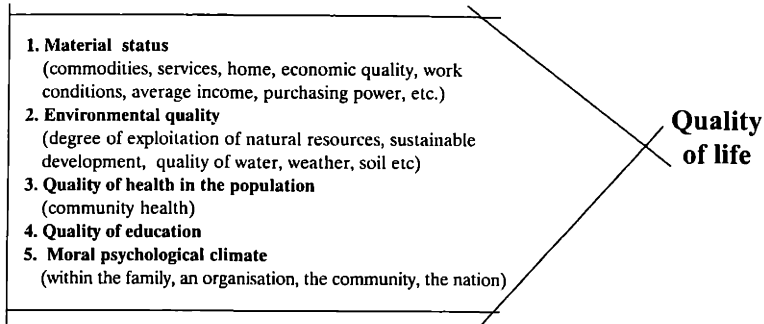 1. Material status
(commodities, services, home, economic quality, work
conditions, average income, purchasing power, etc.)
2. Environmental quality
(degree of exploitation of natural resources, sustainable
development, quality of water, weather, soil etc)
3. Quality of health in the population
(community health)
4. Quality of education
5. Moral psychological climate
(within the family, an organisation, the community, the nation)
Quality
of life